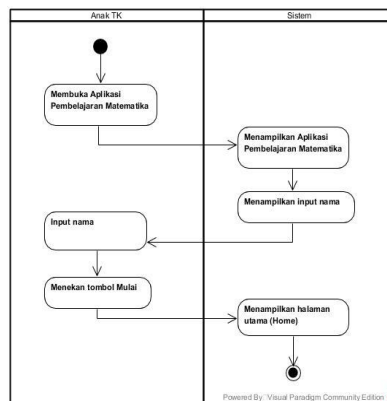 Anak TK
Sistem
Membuka Aplikasi
Pembelajaran Matematika
Menampilkan Aplikasi
Pembelajaran Matematika
Menampilkan input nama
Input nama
Menekan tombol Mulai
Menampilkan halaman
utama (Home)
Powered By Visual Paradigm Community Edition